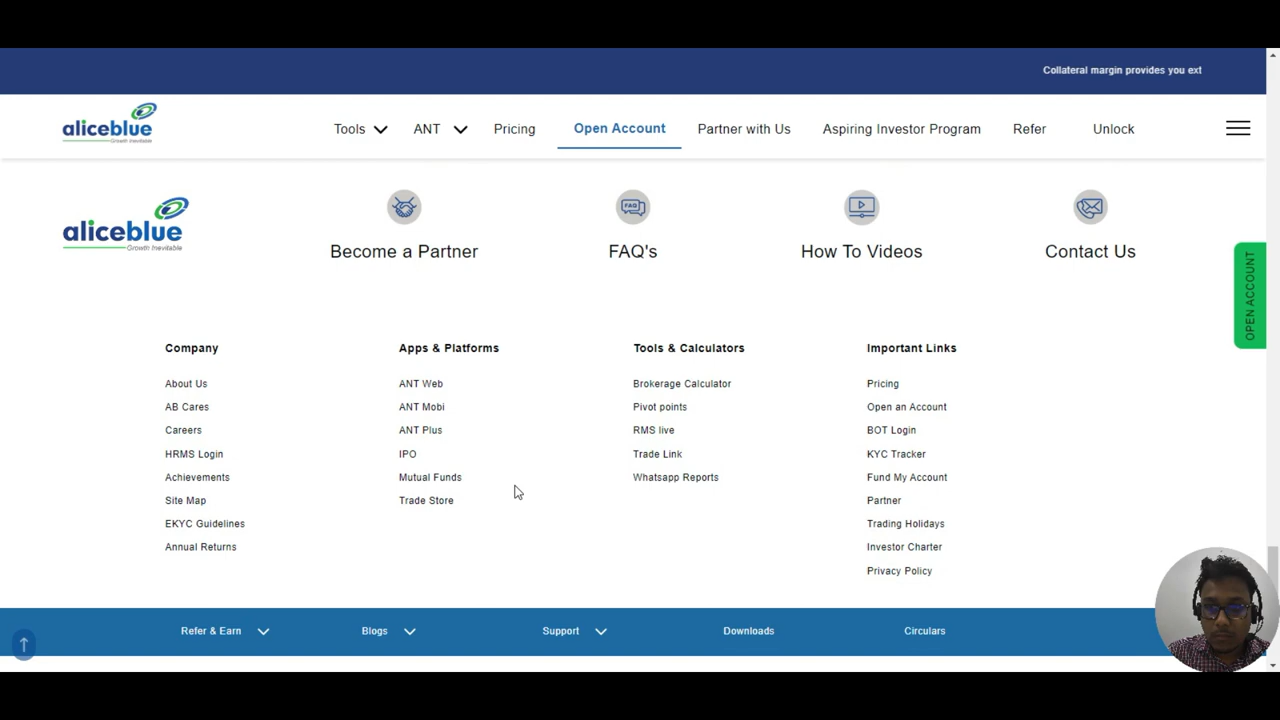 Collateral margin provides you ext
aliceblue
Growth Inevitable
Tools ANT Pricing Open Account Partner with Us Aspiring Investor Program Refer Unlock
aliceblue
Growth Inevitable
FAQ
Become a Partner FAQ's How To Videos Contact Us
OPEN ACCOUNT
Company
About Us
AB Cares
Careers
HRMS Login
Achievements
Site Map
EKYC Guidelines
Annual Returns
Apps & Platforms
ANT Web
ANT Mobi
ANT Plus
IPO
Mutual Funds
Trade Store
Tools & Calculators
Brokerage Calculator
Pivot points
RMS live
Trade Link
Whatsapp Reports
Important Links
Pricing
Open an Account
BOT Login
KYC Tracker
Fund My Account
Partner
Trading Holidays
Investor Charter
Privacy Policy
Refer & Earn Blogs Support Downloads Circulars